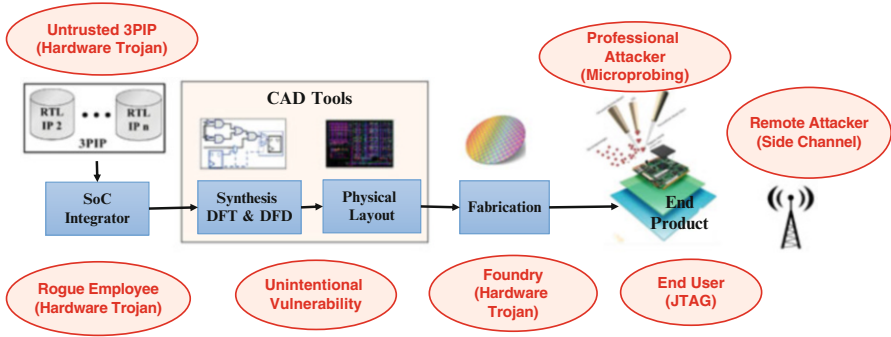 Untrusted 3PIP
(Hardware Trojan)
Professional
Attacker
(Microprobing)
CAD Tools
RTL
IP 2
RTL
IP n
3PIP
Remote Attacker
(Side Channel)
SoC
Integrator
Synthesis
DFT & DFD
Physical
Layout
Fabrication
End
Product
Rogue Employee
(Hardware Trojan)
Unintentional
Vulnerability
Foundry
(Hardware
Trojan)
End User
(JTAG)